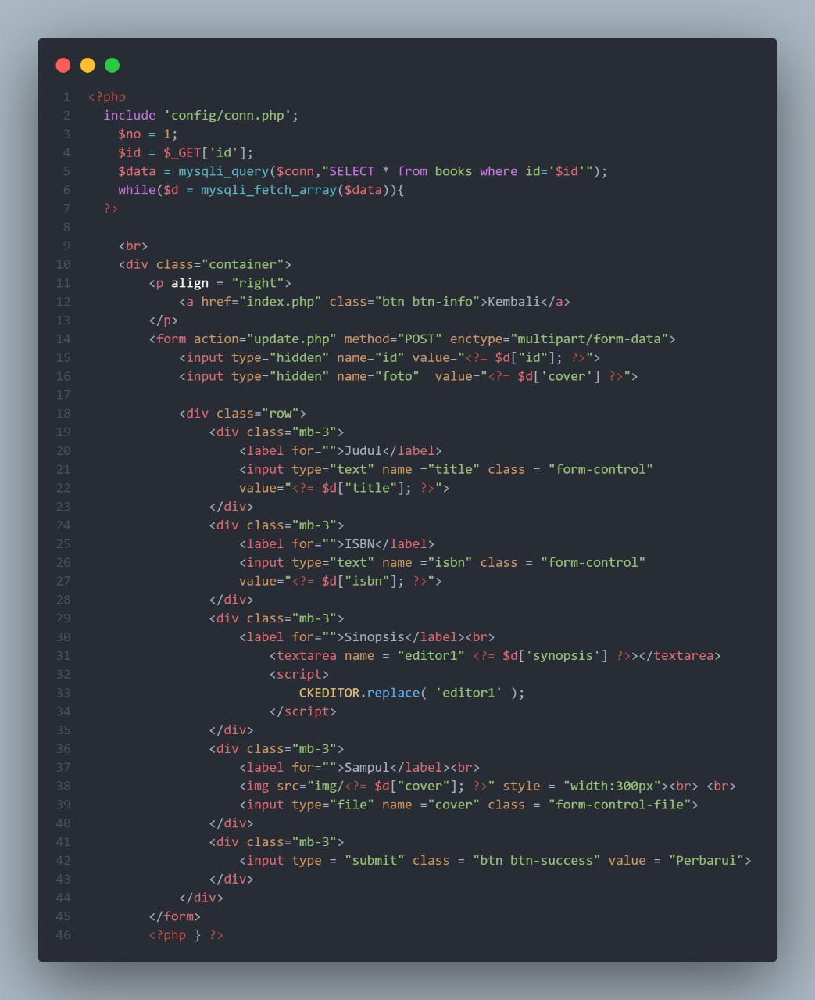 1 <?php
2 include 'config/conn.php';
3 $no = 1;
4 $id = $_GET['id'];
5 $data = mysqli_query($conn,"SELECT * from books where id='$id'");
6 while($d = mysqli_fetch_array($data)){
7 ?>
8
9 <br>
10 <div class="container">
11 <p align = "right">
12 <a href="index.php" class="btn btn-info">Kembali</a>
13 </p>
14 <form action="update.php" method="POST" enctype="multipart/form-data">
15 <input type="hidden" name="id" value="<?= $d["id"]; ?>">
16 <input type="hidden" name="foto"  value="<?= $d['cover'] ?>">
17
18 <div class="row">
19 <div class="mb-3">
20 <label for="">Judul</label>
21 <input type="text" name ="title" class = "form-control"
22 value="<?= $d["title"]; ?>">
23 </div>
24 <div class="mb-3">
25 <label for="">ISBN</label>
26 <input type="text" name ="isbn" class = "form-control"
27 value="<?= $d["isbn"]; ?>">
28 </div>
29 <div class="mb-3">
30 <label for="">Sinopsis</label><br>
31 <textarea name = "editor1" <?= $d['synopsis'] ?>></textarea>
32 <script>
33 CKEDITOR.replace( 'editor1' );
34 </script>
35 </div>
36 <div class="mb-3">
37 <label for="">Sampul</label><br>
38 <img src="img/<?= $d["cover"]; ?>" style = "width:300px"><br> <br>
39 <input type="file" name ="cover" class = "form-control-file">
40 </div>
41 <div class="mb-3">
42 <input type = "submit" class = "btn btn-success" value = "Perbarui">
43 </div>
44 </div>
45 </form>
46 <?php } ?>